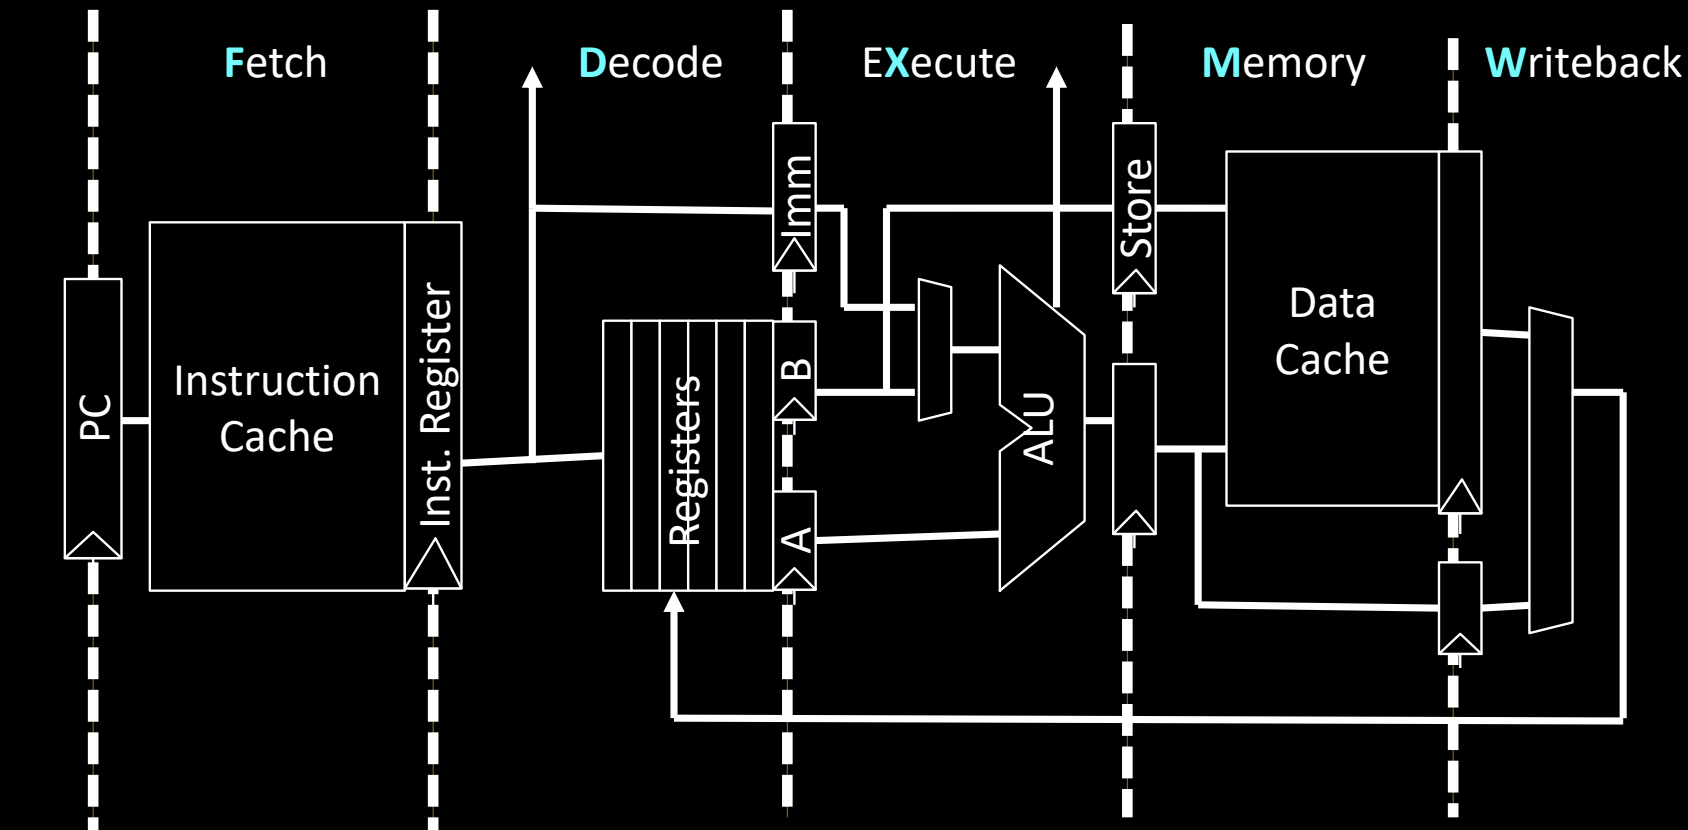 Fetch
Decode
EXecute
Memory
Writeback
PC
Instruction
Cache
Inst. Register
Registers
Imm
B
A
ALU
Store
Data
Cache